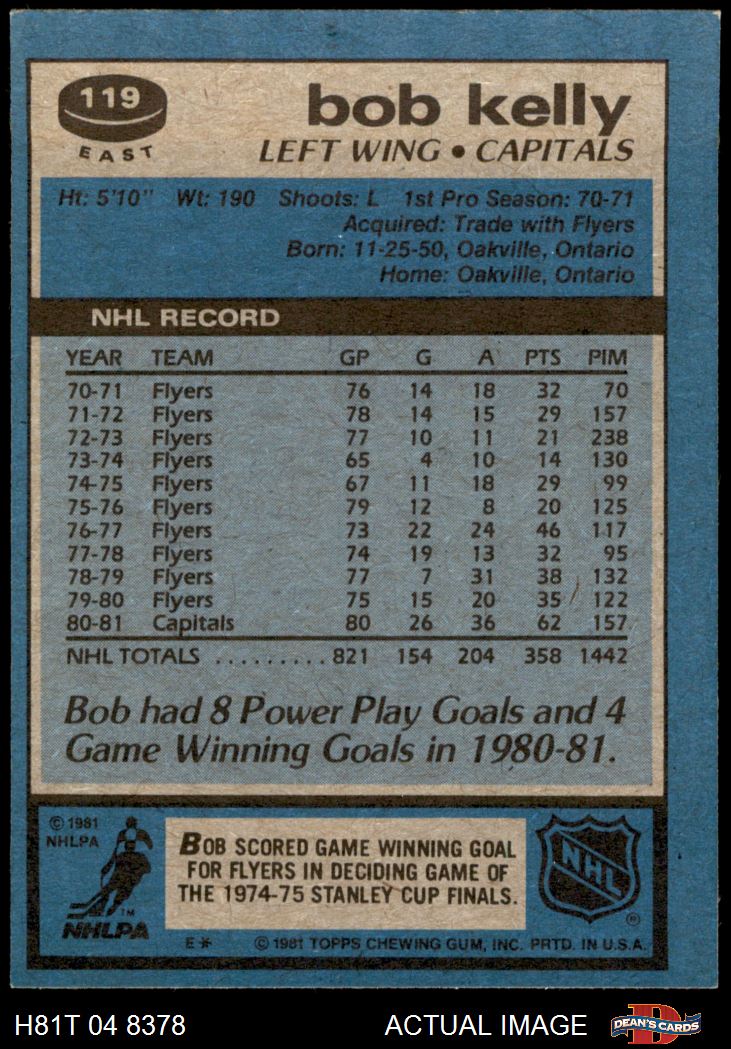 119
EAST
bob kelly
LEFT WING • CAPITALS
Ht: 5'10" Wt: 190 Shoots: L 1st Pro Season: 70-71
Acquired: Trade with Flyers
Born: 11-25-50, Oakville, Ontario
Home: Oakville, Ontario
NHL RECORD
YEAR TEAM GP G A PTS PIM
70-71 Flyers 76 14 18 32 70
71-72 Flyers 78 14 15 29 157
72-73 Flyers 77 10 11 21 238
73-74 Flyers 65 4 10 14 130
74-75 Flyers 67 11 18 29 99
75-76 Flyers 79 12 8 20 125
76-77 Flyers 73 22 24 46 117
77-78 Flyers 74 19 13 32 95
78-79 Flyers 77 7 31 38 132
79-80 Flyers 75 15 20 35 122
80-81 Capitals 80 26 36 62 157
NHL TOTALS ......... 821 154 204 358 1442
Bob had 8 Power Play Goals and 4
Game Winning Goals in 1980-81.
© 1981
NHLPA
TM
NHLPA
BOB SCORED GAME WINNING GOAL
FOR FLYERS IN DECIDING GAME OF
THE 1974-75 STANLEY CUP FINALS.
NHL
®
E* © 1981 TOPPS CHEWING GUM, INC. PRTD. IN U.S.A.
H81T 04 8378 ACTUAL IMAGE DEAN'S CARDS